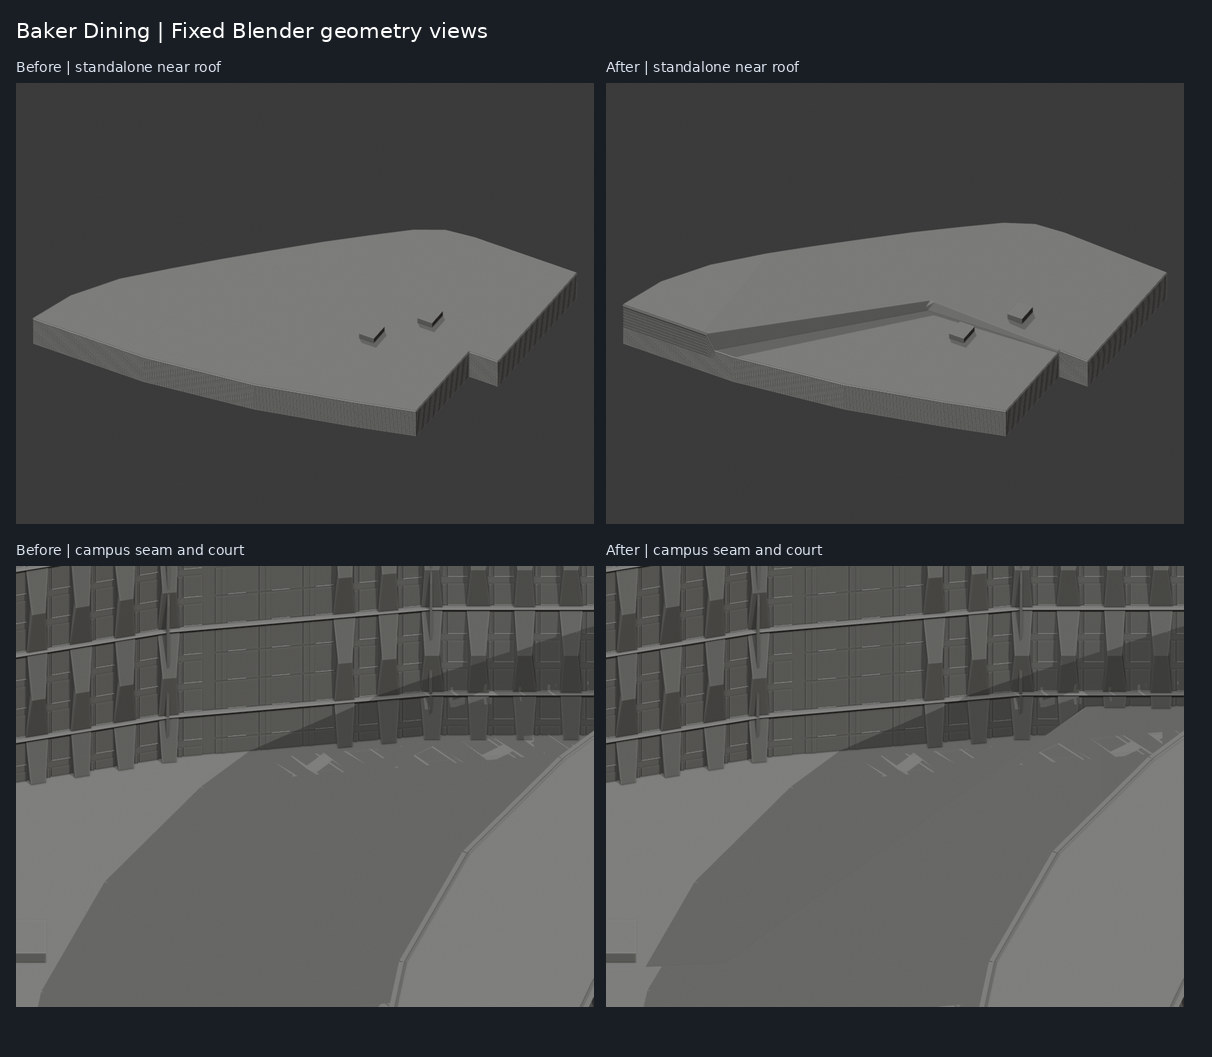 Baker Dining | Fixed Blender geometry views
Before | standalone near roof
After | standalone near roof
Before | campus seam and court
After | campus seam and court